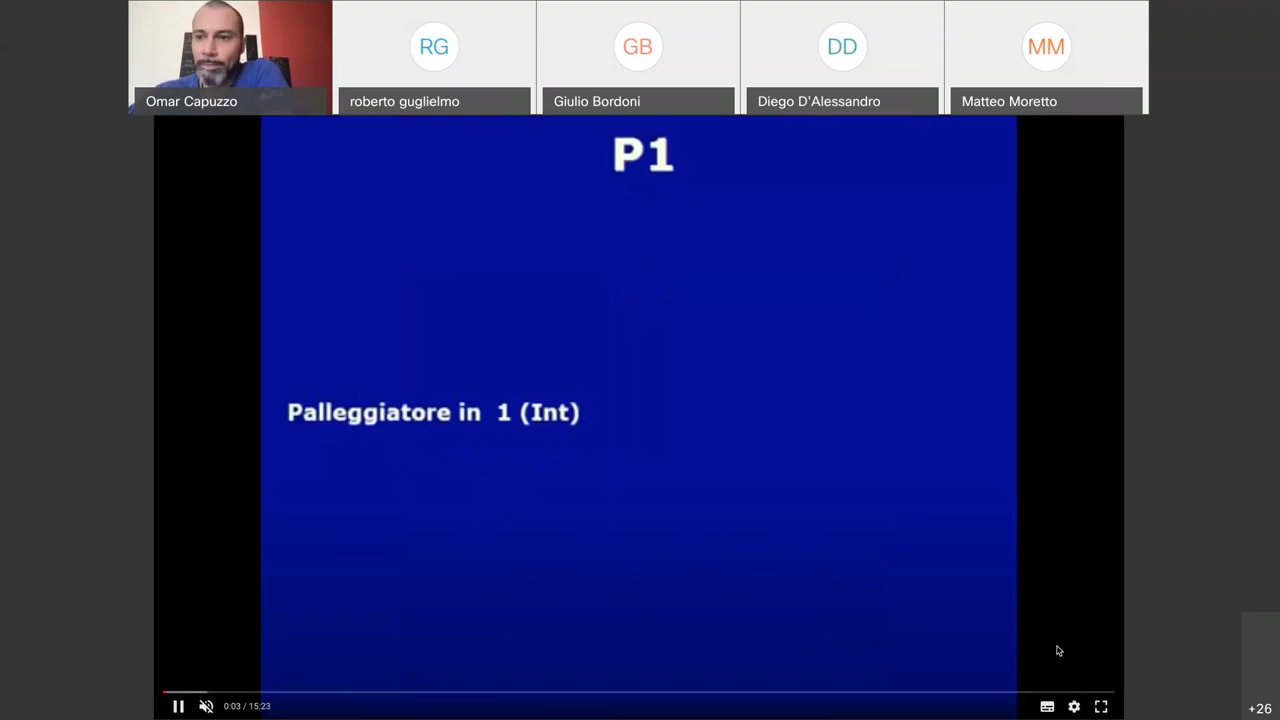 RG
GB
DD
MM
Omar Capuzzo
roberto guglielmo
Giulio Bordoni
Diego D'Alessandro
Matteo Moretto
P1
Palleggiatore in 1 (Int)
0:03 / 15:23
+26